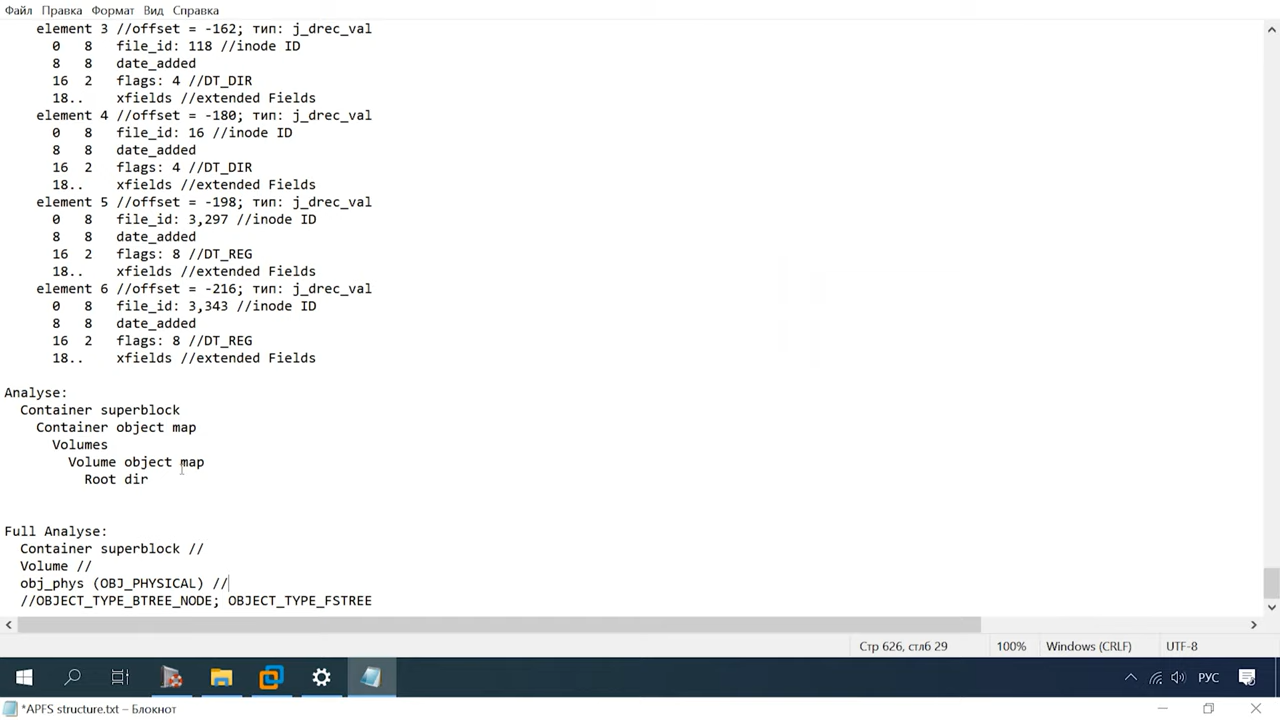 Файл Правка Формат Вид Справка
element 3 //offset = -162; тип: j_drec_val
0 8 file_id: 118 //inode ID
8 8 date_added
16 2 flags: 4 //DT_DIR
18.. xfields //extended Fields
element 4 //offset = -180; тип: j_drec_val
0 8 file_id: 16 //inode ID
8 8 date_added
16 2 flags: 4 //DT_DIR
18.. xfields //extended Fields
element 5 //offset = -198; тип: j_drec_val
0 8 file_id: 3,297 //inode ID
8 8 date_added
16 2 flags: 8 //DT_REG
18.. xfields //extended Fields
element 6 //offset = -216; тип: j_drec_val
0 8 file_id: 3,343 //inode ID
8 8 date_added
16 2 flags: 8 //DT_REG
18.. xfields //extended Fields
Analyse:
Container superblock
Container object map
Volumes
Volume object map
Root dir
Full Analyse:
Container superblock //
Volume //
obj_phys (OBJ_PHYSICAL) //
//OBJECT_TYPE_BTREE_NODE; OBJECT_TYPE_FSTREE
Стр 626, стлб 29 100% Windows (CRLF) UTF-8
РУС
*APFS structure.txt – Блокнот